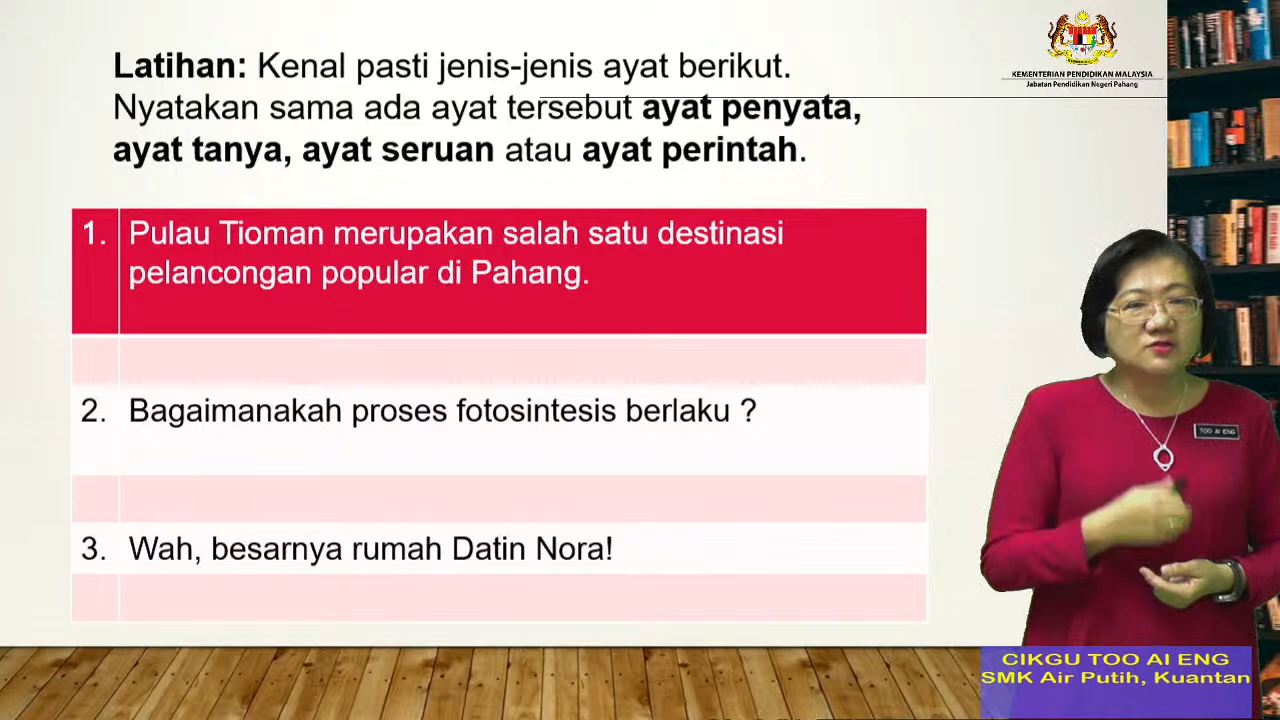 KEMENTERIAN PENDIDIKAN MALAYSIA
Jabatan Pendidikan Negeri Pahang
Latihan: Kenal pasti jenis-jenis ayat berikut.
Nyatakan sama ada ayat tersebut ayat penyata,
ayat tanya, ayat seruan atau ayat perintah.
1. Pulau Tioman merupakan salah satu destinasi
pelancongan popular di Pahang.
2. Bagaimanakah proses fotosintesis berlaku ?
3. Wah, besarnya rumah Datin Nora!
TOO AI ENG
CIKGU TOO AI ENG
SMK Air Putih, Kuantan